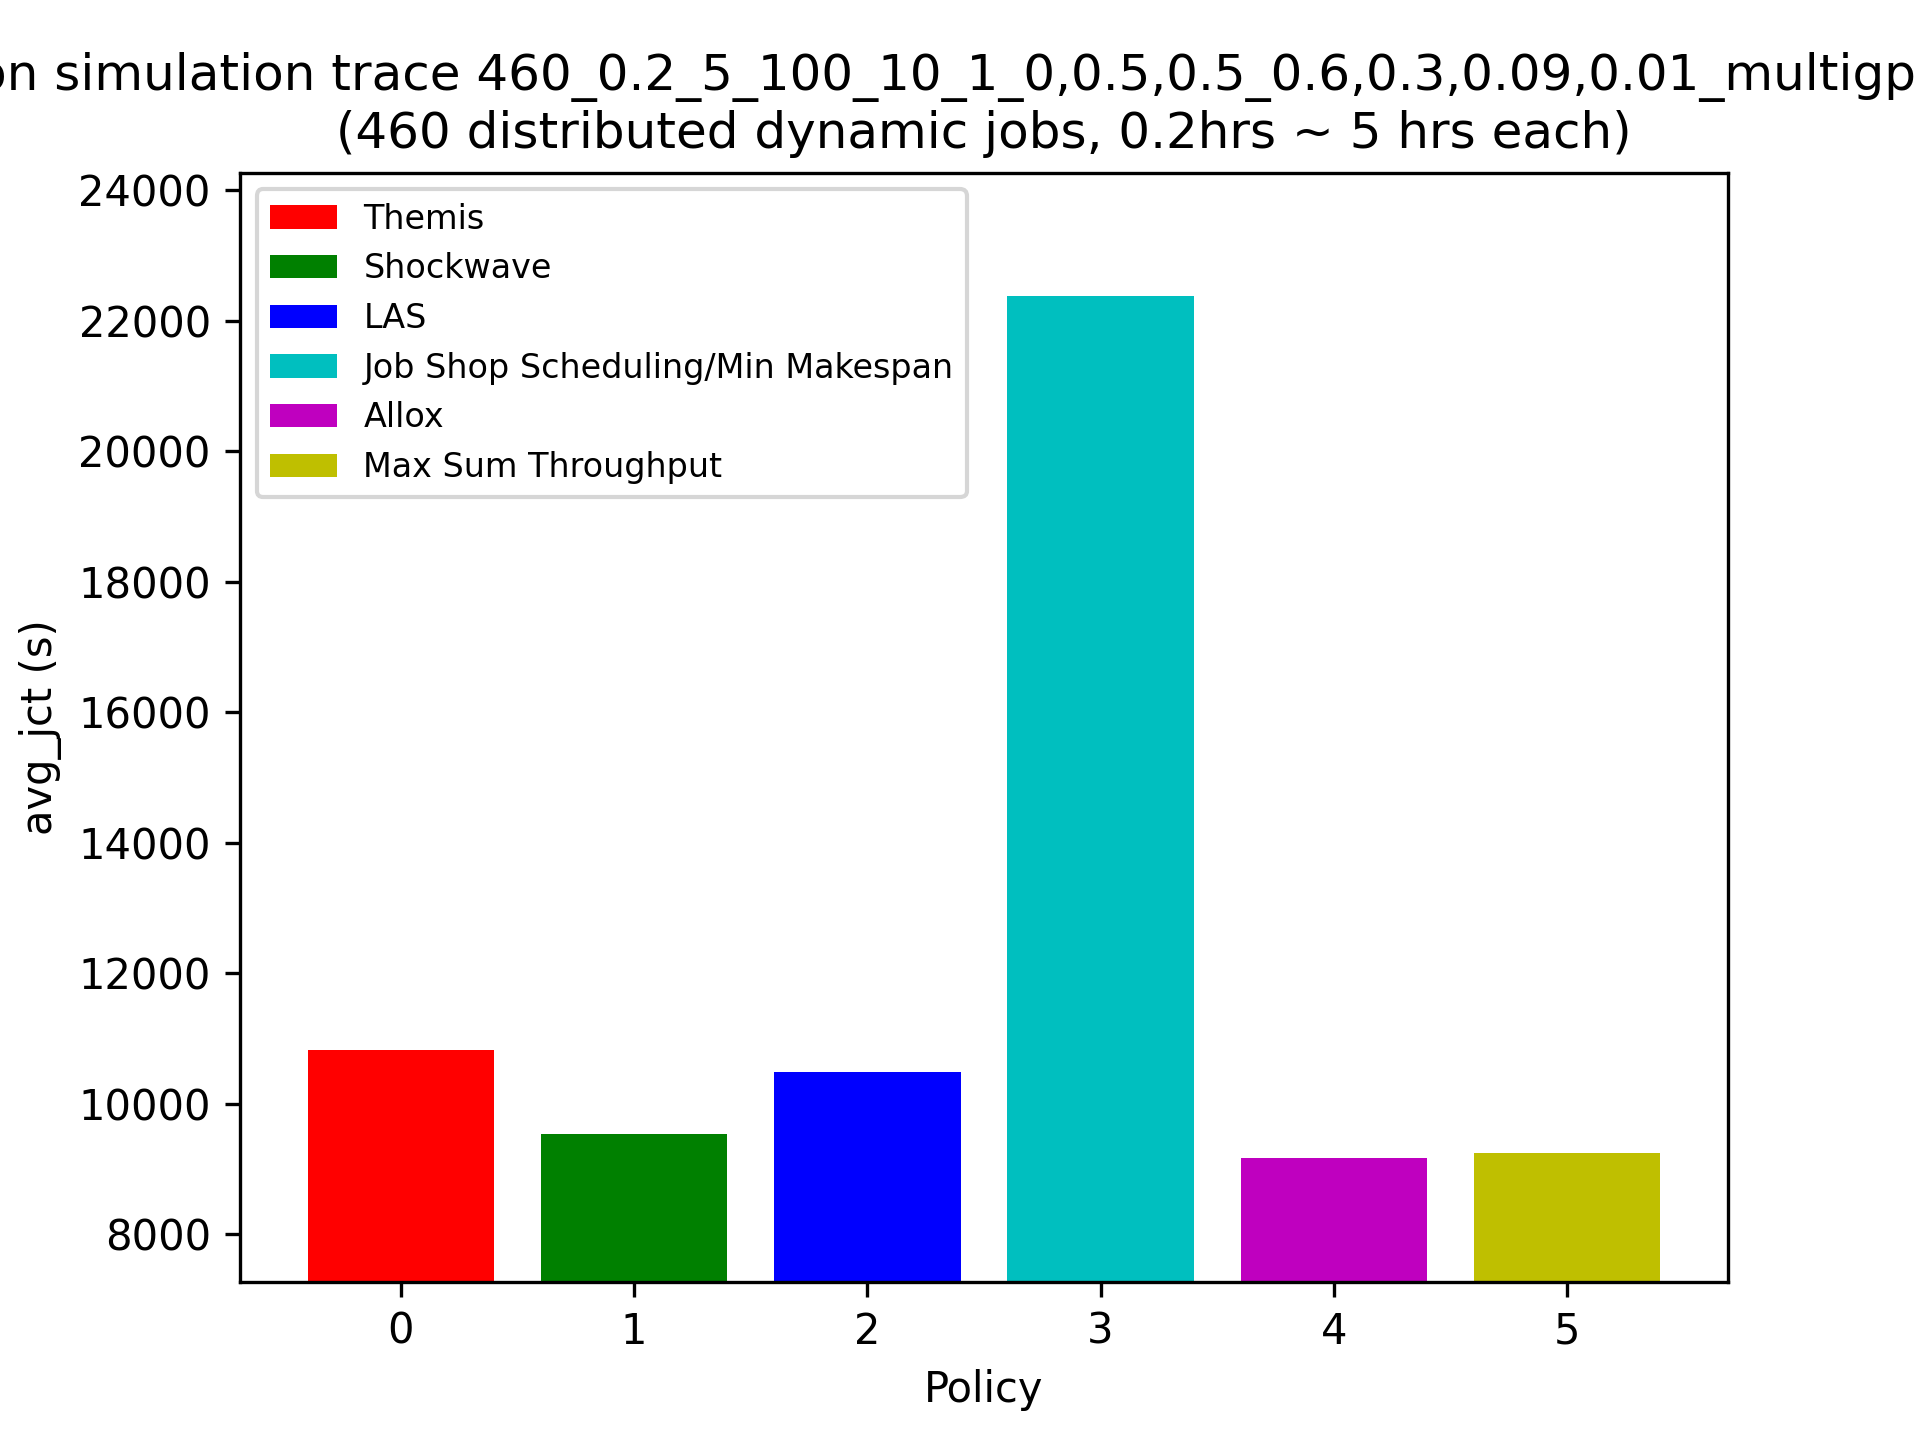 simulation trace 460_0.2_5_100_10_1_0,0.5,0.5_0.6,0.3,0.09,0.01_multigp
(460 distributed dynamic jobs, 0.2hrs ~ 5 hrs each)
24000
22000
20000
18000
16000
14000
12000
10000
8000
avg_jct (s)
Themis
Shockwave
LAS
Job Shop Scheduling/Min Makespan
Allox
Max Sum Throughput
0 1 2 3 4 5
Policy